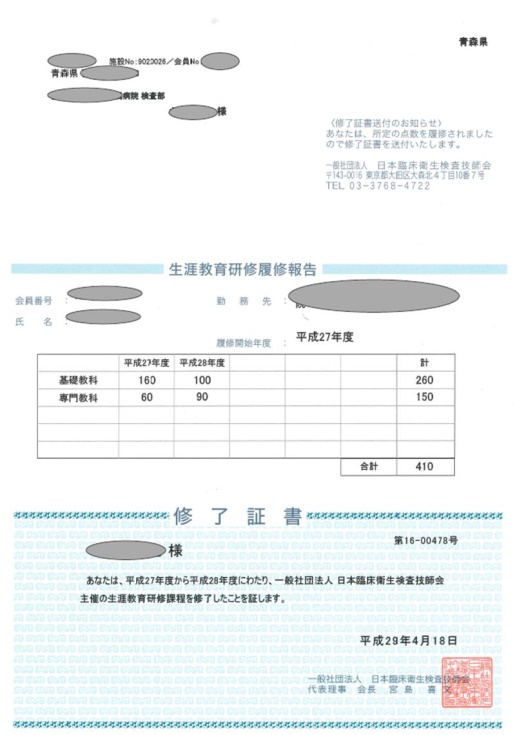 青森県
施設No:9020026/会員No
青森県
病院 検査部
様
〈修了証書送付のお知らせ〉
あなたは、所定の点数を履修されました
ので修了証書を送付いたします。
一般社団法人 日本臨床衛生検査技師会
〒143-0016 東京都大田区大森北4丁目10番7号
TEL 03-3768-4722
生涯教育研修履修報告
会員番号 :
勤務先 :
氏名 :
履修開始年度 : 平成27年度
平成27年度 平成28年度 計
基礎教科 160 100 260
専門教科 60 90 150
合計 410
修了証書
第16-00478号
様
あなたは、平成27年度から平成28年度にわたり、一般社団法人 日本臨床衛生検査技師会
主催の生涯教育研修課程を修了したことを証します。
平成29年4月18日
一般社団法人 日本臨床衛生検査技師会
代表理事 会長 宮島 喜文